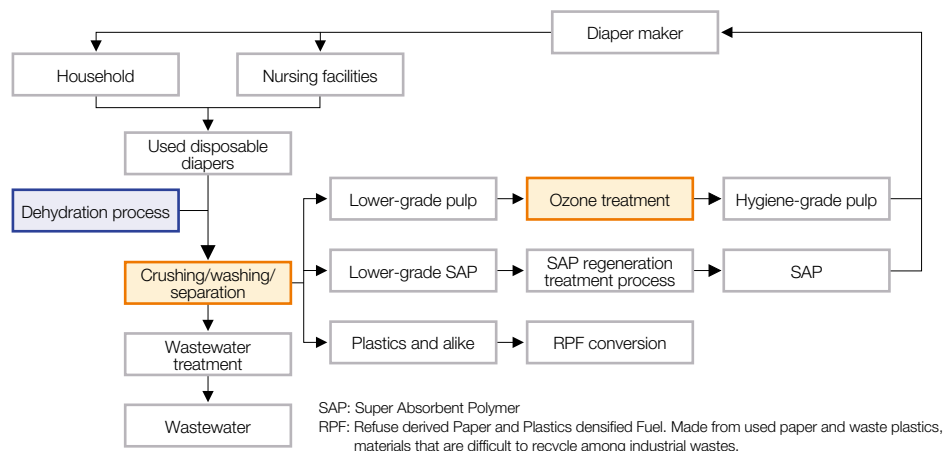 Diaper maker
Household
Nursing facilities
Used disposable
diapers
Dehydration process
Lower-grade pulp
Ozone treatment
Hygiene-grade pulp
Crushing/washing/
separation
Lower-grade SAP
SAP regeneration
treatment process
SAP
Wastewater
treatment
Plastics and alike
RPF conversion
Wastewater
SAP: Super Absorbent Polymer
RPF: Refuse derived Paper and Plastics densified Fuel. Made from used paper and waste plastics,
materials that are difficult to recycle among industrial wastes.